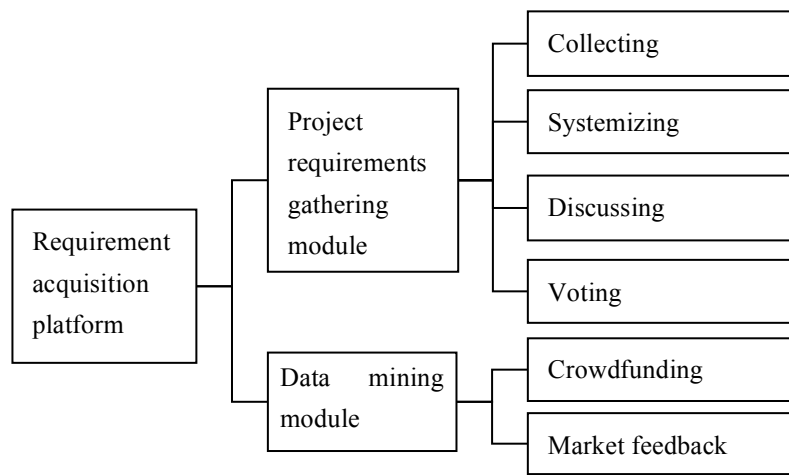 Requirement
acquisition
platform
Project
requirements
gathering
module
Data mining
module
Collecting
Systemizing
Discussing
Voting
Crowdfunding
Market feedback